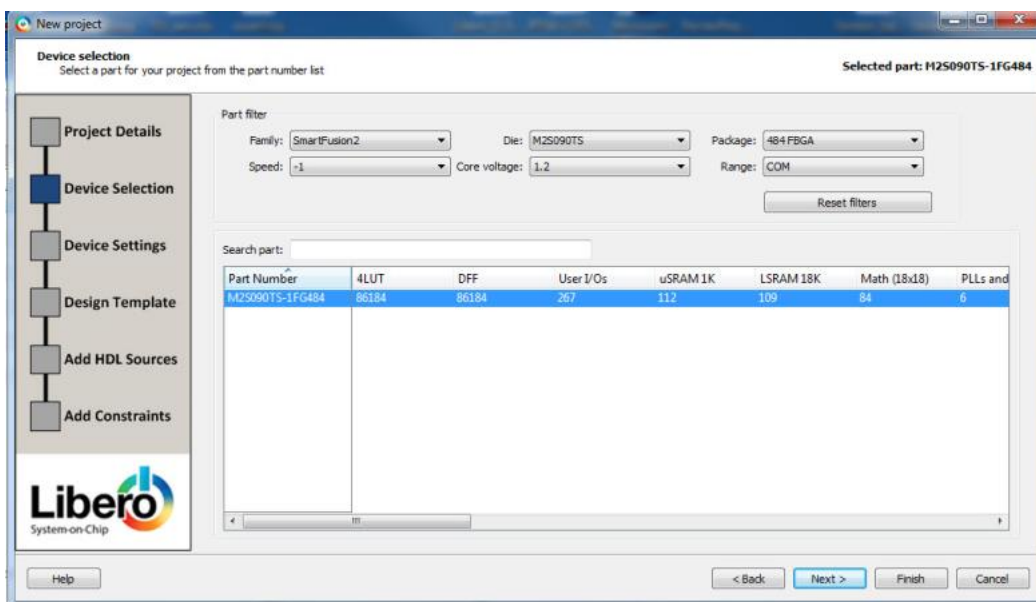 New project
Device selection
Select a part for your project from the part number list
Selected part: M2S090TS-1FG484
Project Details
Device Selection
Device Settings
Design Template
Add HDL Sources
Add Constraints
Libero
System-on-Chip
Part filter
Family: SmartFusion2 Die: M2S090TS Package: 484 FBGA
Speed: -1 Core voltage: 1.2 Range: COM
Reset filters
Search part:
Part Number 4LUT DFF User I/Os uSRAM 1K LSRAM 18K Math (18x18) PLLs and
M2S090TS-1FG484 86184 86184 267 112 109 84 6
Help < Back Next > Finish Cancel